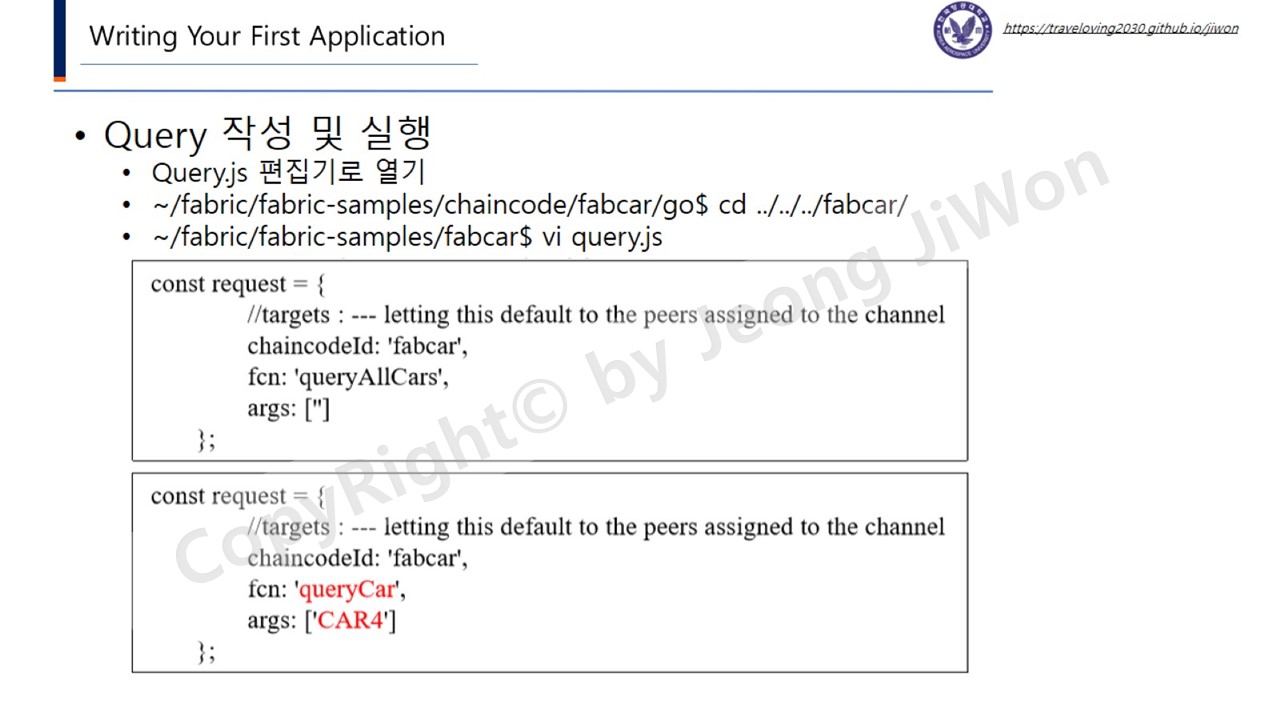 Writing Your First Application
https://traveloving2030.github.io/jiwon
• Query 작성 및 실행
• Query.js 편집기로 열기
• ~/fabric/fabric-samples/chaincode/fabcar/go$ cd ../../../fabcar/
• ~/fabric/fabric-samples/fabcar$ vi query.js
const request = {
//targets : --- letting this default to the peers assigned to the channel
chaincodeId: 'fabcar',
fcn: 'queryAllCars',
args: ['']
};
const request = {
//targets : --- letting this default to the peers assigned to the channel
chaincodeId: 'fabcar',
fcn: 'queryCar',
args: ['CAR4']
};
CopyRight© by Jeong JiWon